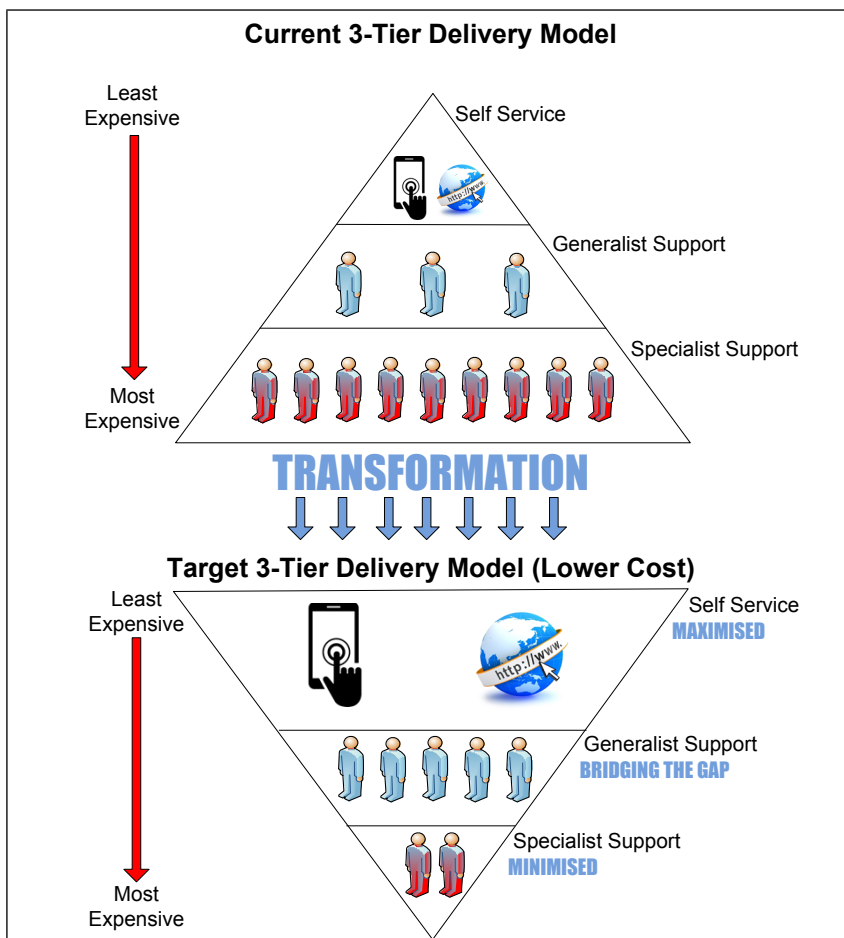 Current 3-Tier Delivery Model
Least
Expensive
Self Service
http://www.
Generalist Support
Specialist Support
Most
Expensive
TRANSFORMATION
Target 3-Tier Delivery Model (Lower Cost)
Least
Expensive
Self Service
MAXIMISED
http://www.
Generalist Support
BRIDGING THE GAP
Specialist Support
MINIMISED
Most
Expensive